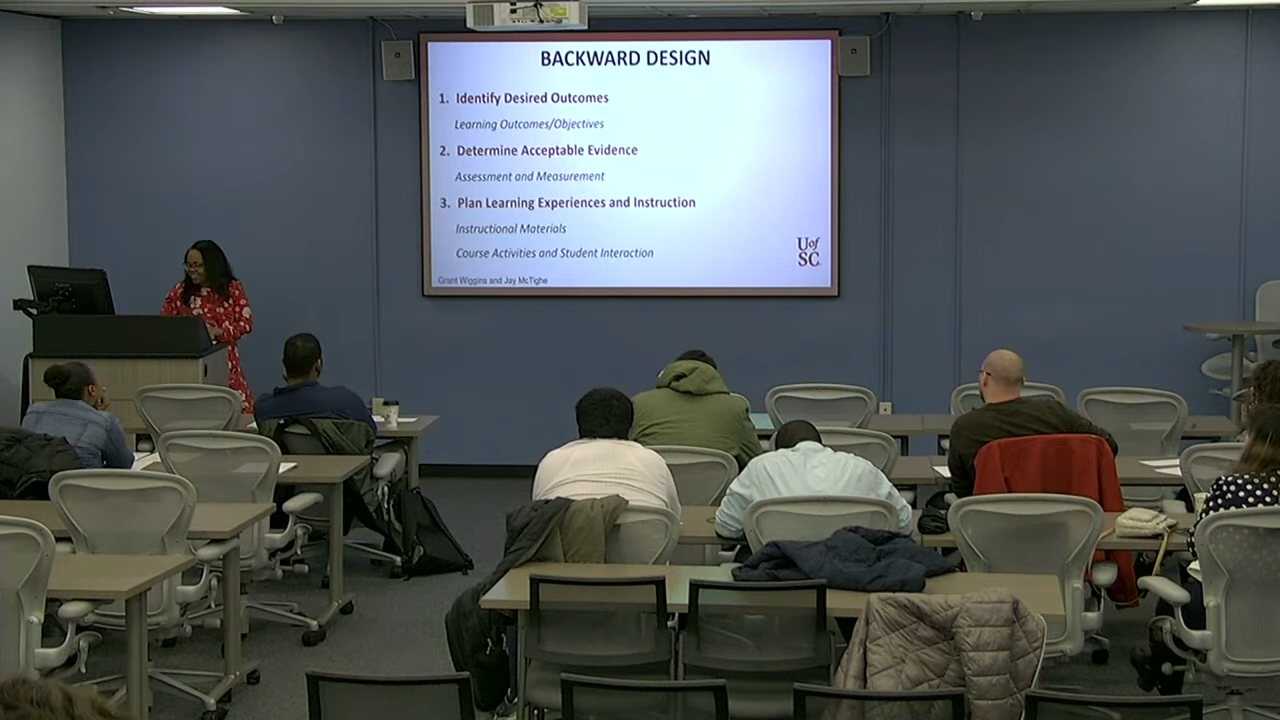 BACKWARD DESIGN
1. Identify Desired Outcomes
Learning Outcomes/Objectives
2. Determine Acceptable Evidence
Assessment and Measurement
3. Plan Learning Experiences and Instruction
Instructional Materials
Course Activities and Student Interaction
UofSC
Grant Wiggins and Jay McTighe